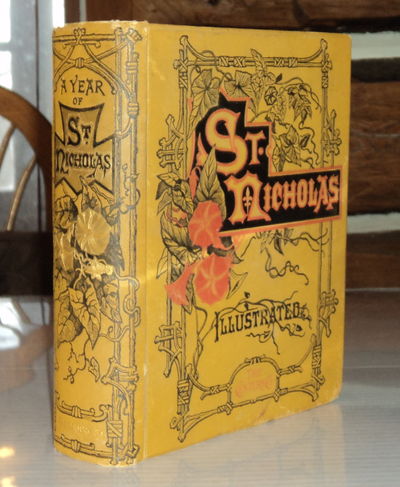 A YEAR
OF
ST.
NICHOLAS
ST.
NICHOLAS
ILLUSTRATED